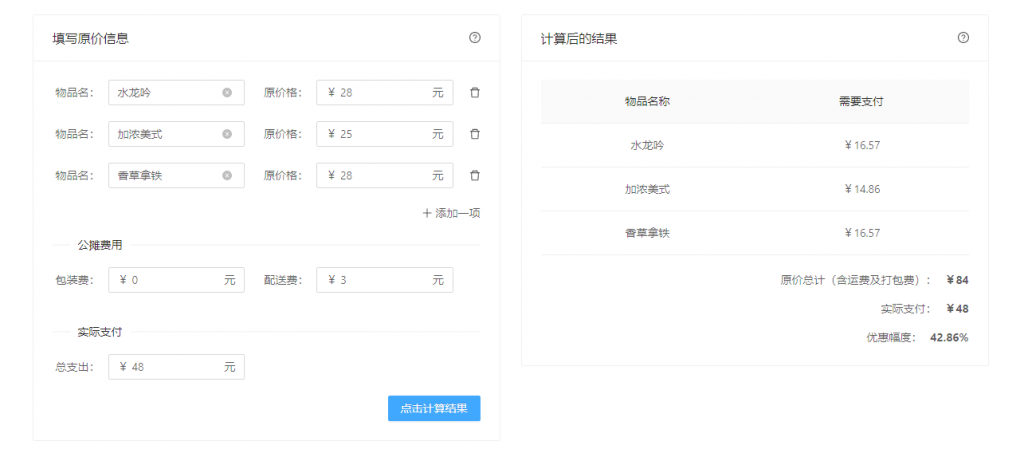 填写原价信息
物品名： 水龙吟 原价格： ￥ 28 元
物品名： 加浓美式 原价格： ￥ 25 元
物品名： 香草拿铁 原价格： ￥ 28 元
+ 添加一项
公摊费用
包装费： ￥ 0 元 配送费： ￥ 3 元
实际支付
总支出： ￥ 48 元
点击计算结果
计算后的结果
物品名称 需要支付
水龙吟 ￥16.57
加浓美式 ￥14.86
香草拿铁 ￥16.57
原价总计（含运费及打包费）： ￥84
实际支付： ￥48
优惠幅度： 42.86%